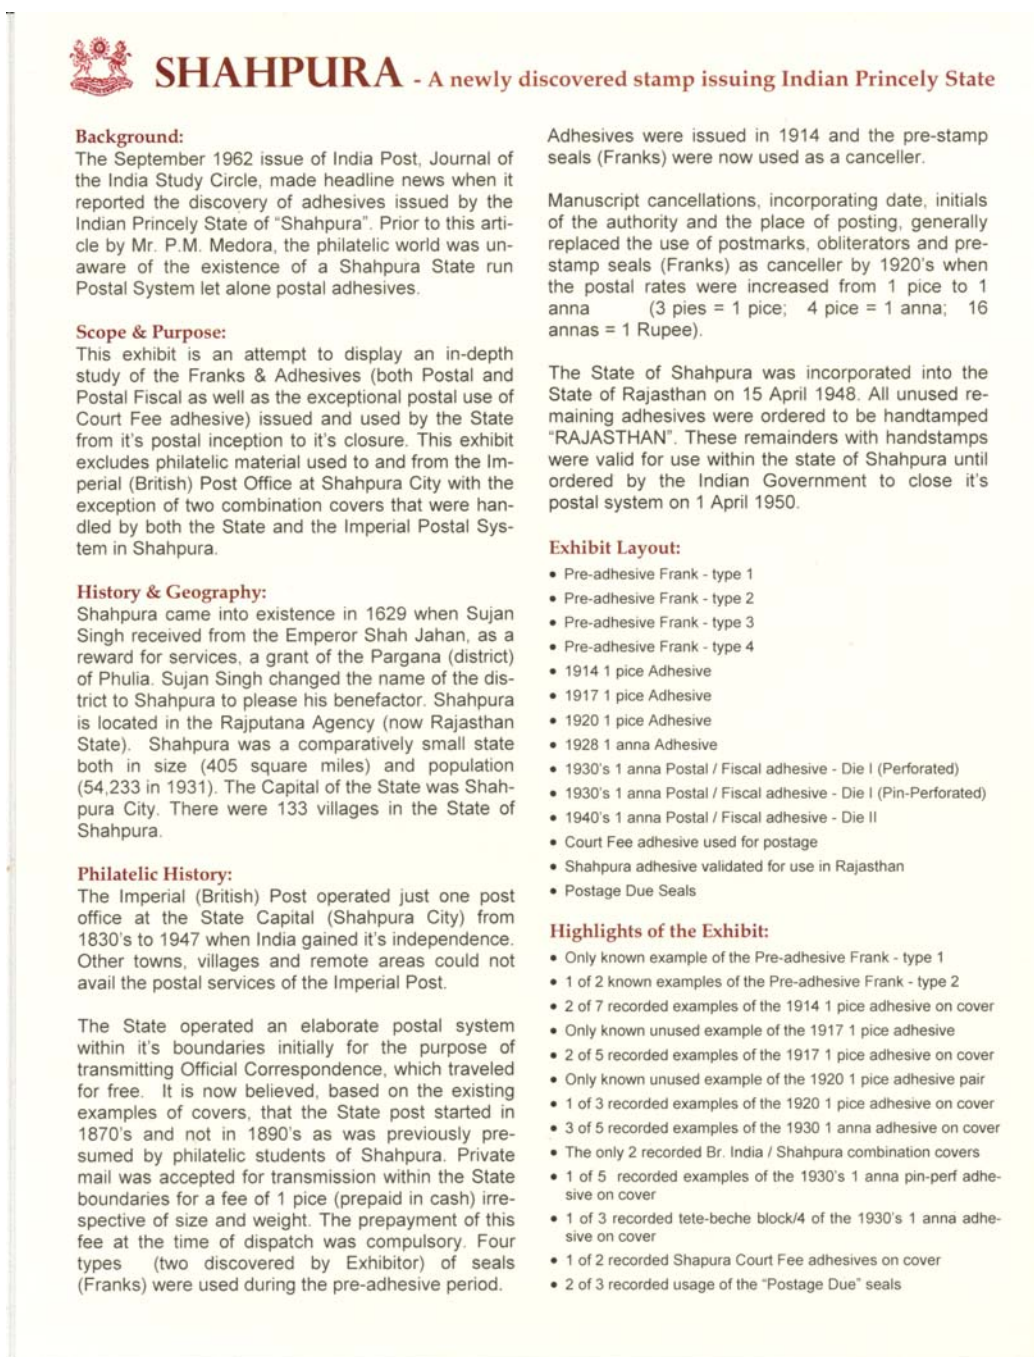 SHAHPURA - A newly discovered stamp issuing Indian Princely State
Background:
The September 1962 issue of India Post, Journal of
the India Study Circle, made headline news when it
reported the discovery of adhesives issued by the
Indian Princely State of “Shahpura”. Prior to this arti-
cle by Mr. P.M. Medora, the philatelic world was un-
aware of the existence of a Shahpura State run
Postal System let alone postal adhesives.
Scope & Purpose:
This exhibit is an attempt to display an in-depth
study of the Franks & Adhesives (both Postal and
Postal Fiscal as well as the exceptional postal use of
Court Fee adhesive) issued and used by the State
from it's postal inception to it's closure. This exhibit
excludes philatelic material used to and from the Im-
perial (British) Post Office at Shahpura City with the
exception of two combination covers that were han-
dled by both the State and the Imperial Postal Sys-
tem in Shahpura.
History & Geography:
Shahpura came into existence in 1629 when Sujan
Singh received from the Emperor Shah Jahan, as a
reward for services, a grant of the Pargana (district)
of Phulia. Sujan Singh changed the name of the dis-
trict to Shahpura to please his benefactor. Shahpura
is located in the Rajputana Agency (now Rajasthan
State). Shahpura was a comparatively small state
both in size (405 square miles) and population
(54,233 in 1931). The Capital of the State was Shah-
pura City. There were 133 villages in the State of
Shahpura.
Philatelic History:
The Imperial (British) Post operated just one post
office at the State Capital (Shahpura City) from
1830's to 1947 when India gained it's independence.
Other towns, villages and remote areas could not
avail the postal services of the Imperial Post.
The State operated an elaborate postal system
within it's boundaries initially for the purpose of
transmitting Official Correspondence, which traveled
for free. It is now believed, based on the existing
examples of covers, that the State post started in
1870's and not in 1890's as was previously pre-
sumed by philatelic students of Shahpura. Private
mail was accepted for transmission within the State
boundaries for a fee of 1 pice (prepaid in cash) irre-
spective of size and weight. The prepayment of this
fee at the time of dispatch was compulsory. Four
types (two discovered by Exhibitor) of seals
(Franks) were used during the pre-adhesive period.
Adhesives were issued in 1914 and the pre-stamp
seals (Franks) were now used as a canceller.
Manuscript cancellations, incorporating date, initials
of the authority and the place of posting, generally
replaced the use of postmarks, obliterators and pre-
stamp seals (Franks) as canceller by 1920's when
the postal rates were increased from 1 pice to 1
anna (3 pies = 1 pice; 4 pice = 1 anna; 16
annas = 1 Rupee).
The State of Shahpura was incorporated into the
State of Rajasthan on 15 April 1948. All unused re-
maining adhesives were ordered to be handtamped
“RAJASTHAN”. These remainders with handstamps
were valid for use within the state of Shahpura until
ordered by the Indian Government to close it's
postal system on 1 April 1950.
Exhibit Layout:
• Pre-adhesive Frank - type 1
• Pre-adhesive Frank - type 2
• Pre-adhesive Frank - type 3
• Pre-adhesive Frank - type 4
• 1914 1 pice Adhesive
• 1917 1 pice Adhesive
• 1920 1 pice Adhesive
• 1928 1 anna Adhesive
• 1930's 1 anna Postal / Fiscal adhesive - Die I (Perforated)
• 1930's 1 anna Postal / Fiscal adhesive - Die I (Pin-Perforated)
• 1940's 1 anna Postal / Fiscal adhesive - Die II
• Court Fee adhesive used for postage
• Shahpura adhesive validated for use in Rajasthan
• Postage Due Seals
Highlights of the Exhibit:
• Only known example of the Pre-adhesive Frank - type 1
• 1 of 2 known examples of the Pre-adhesive Frank - type 2
• 2 of 7 recorded examples of the 1914 1 pice adhesive on cover
• Only known unused example of the 1917 1 pice adhesive
• 2 of 5 recorded examples of the 1917 1 pice adhesive on cover
• Only known unused example of the 1920 1 pice adhesive pair
• 1 of 3 recorded examples of the 1920 1 pice adhesive on cover
• 3 of 5 recorded examples of the 1930 1 anna adhesive on cover
• The only 2 recorded Br. India / Shahpura combination covers
• 1 of 5 recorded examples of the 1930's 1 anna pin-perf adhe-
sive on cover
• 1 of 3 recorded tete-beche block/4 of the 1930's 1 anna adhe-
sive on cover
• 1 of 2 recorded Shapura Court Fee adhesives on cover
• 2 of 3 recorded usage of the “Postage Due” seals